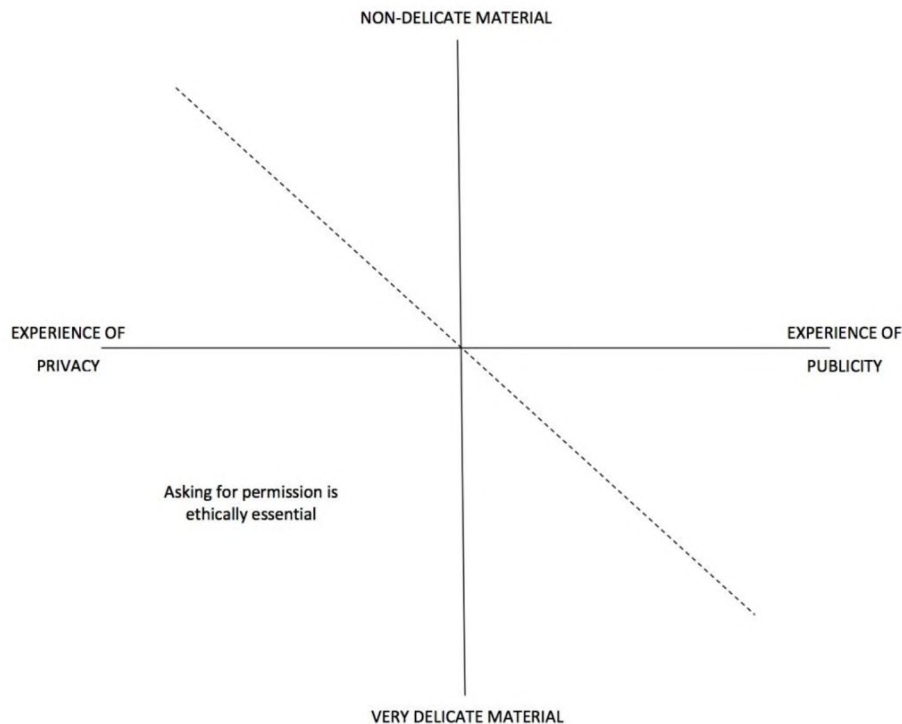 NON-DELICATE MATERIAL
EXPERIENCE OF
PRIVACY
EXPERIENCE OF
PUBLICITY
Asking for permission is
ethically essential
VERY DELICATE MATERIAL